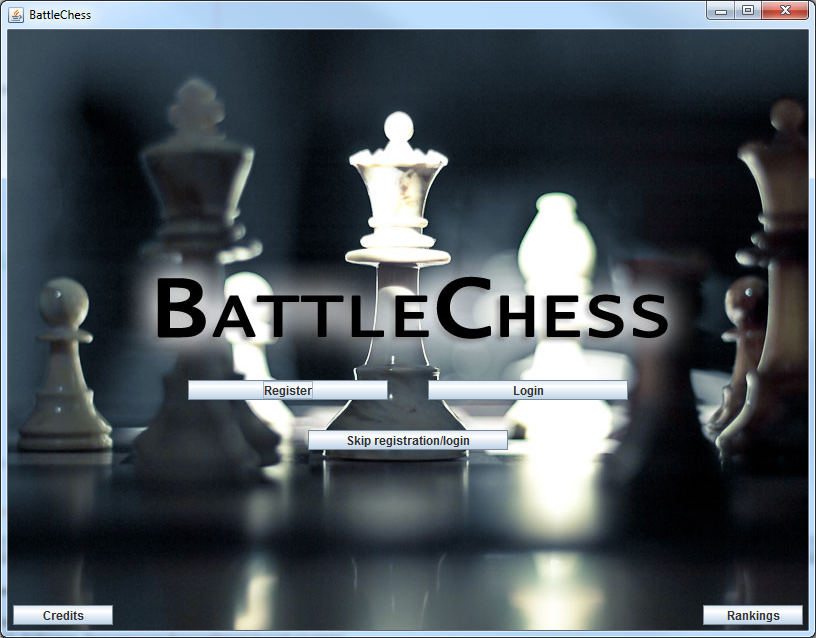 BattleChess
BATTLECHESS
Register
Login
Skip registration/login
Credits
Rankings